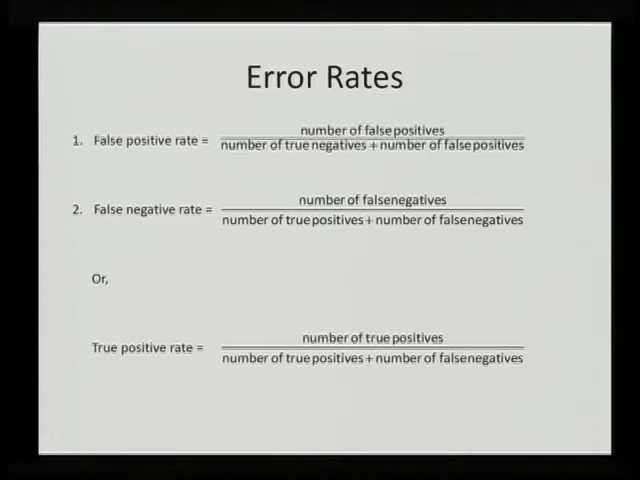 Error Rates
1. False positive rate = number of false positives
number of true negatives + number of false positives
2. False negative rate = number of falsenegatives
number of true positives + number of falsenegatives
Or,
True positive rate = number of true positives
number of true positives + number of falsenegatives